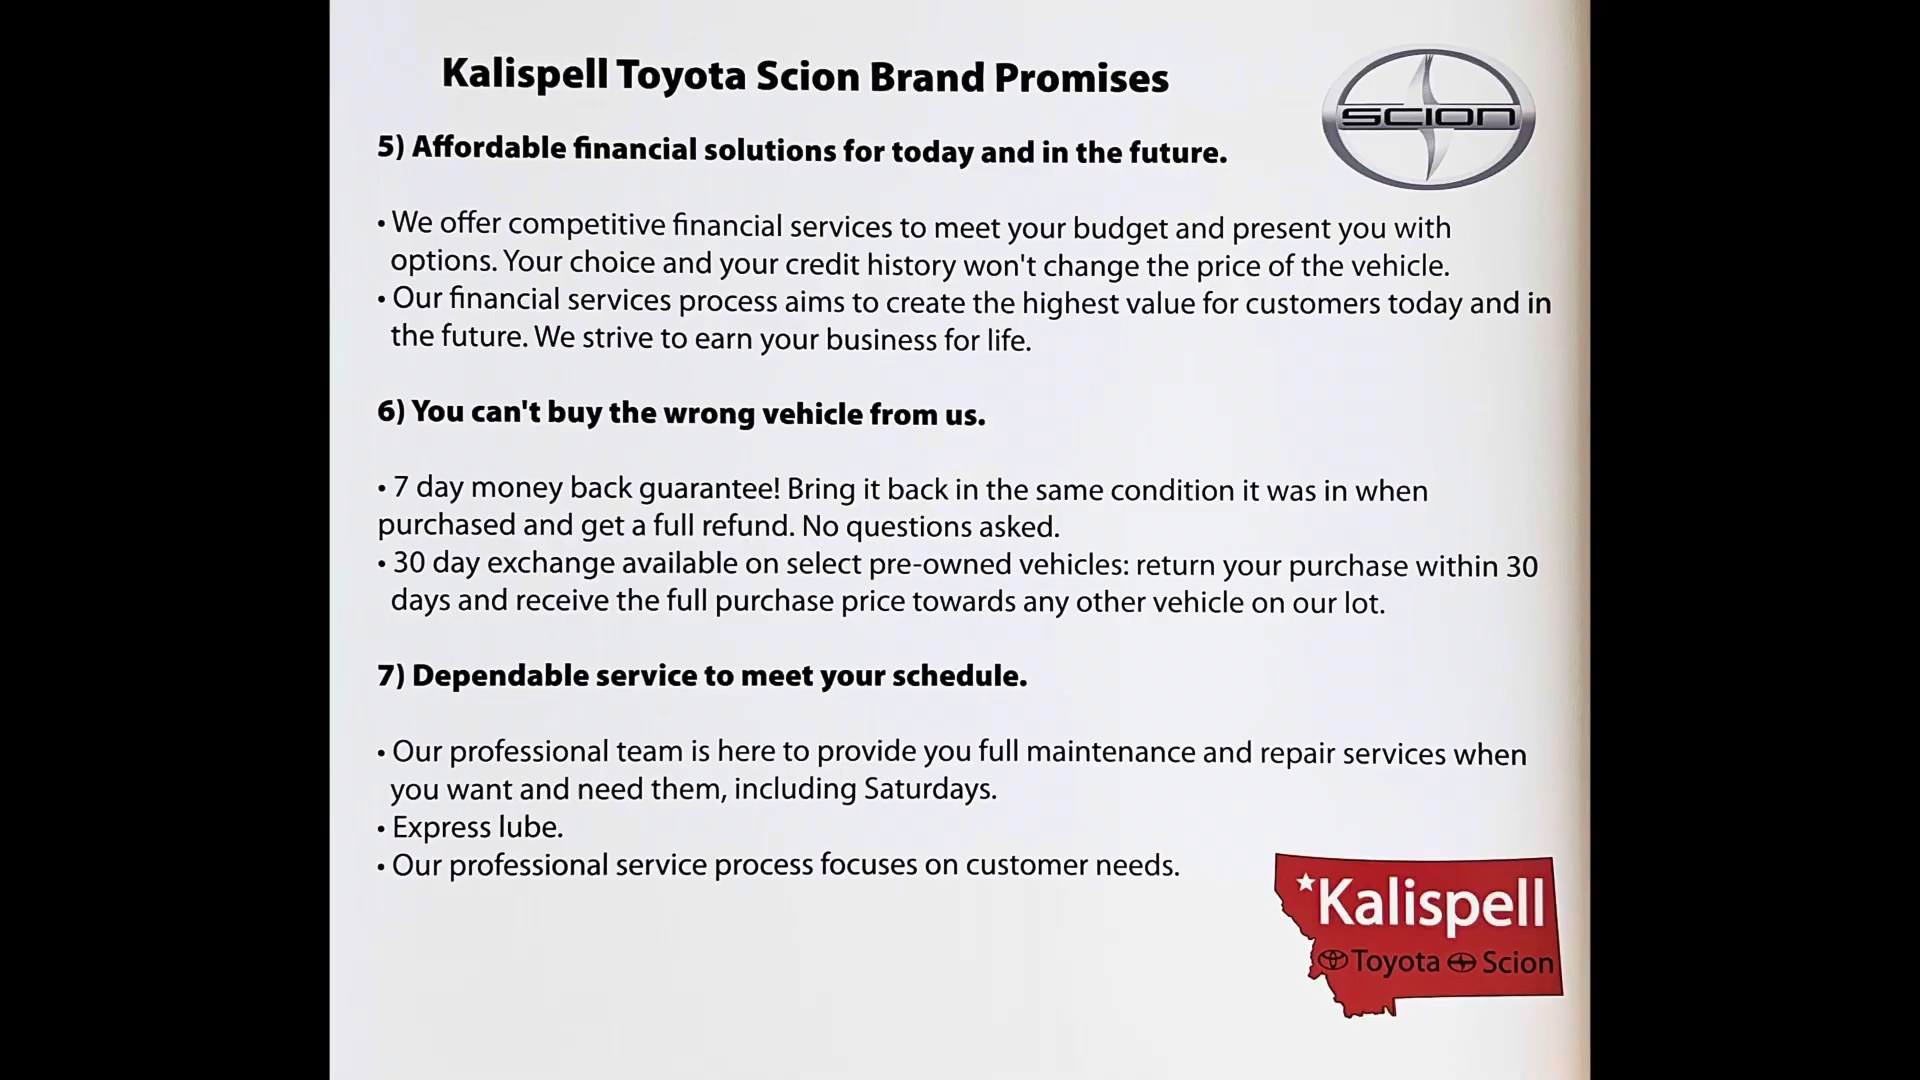 Kalispell Toyota Scion Brand Promises
SCION
5) Affordable financial solutions for today and in the future.
• We offer competitive financial services to meet your budget and present you with
options. Your choice and your credit history won't change the price of the vehicle.
• Our financial services process aims to create the highest value for customers today and in
the future. We strive to earn your business for life.
6) You can't buy the wrong vehicle from us.
• 7 day money back guarantee! Bring it back in the same condition it was in when
purchased and get a full refund. No questions asked.
• 30 day exchange available on select pre-owned vehicles: return your purchase within 30
days and receive the full purchase price towards any other vehicle on our lot.
7) Dependable service to meet your schedule.
• Our professional team is here to provide you full maintenance and repair services when
you want and need them, including Saturdays.
• Express lube.
• Our professional service process focuses on customer needs.
Kalispell
Toyota Scion